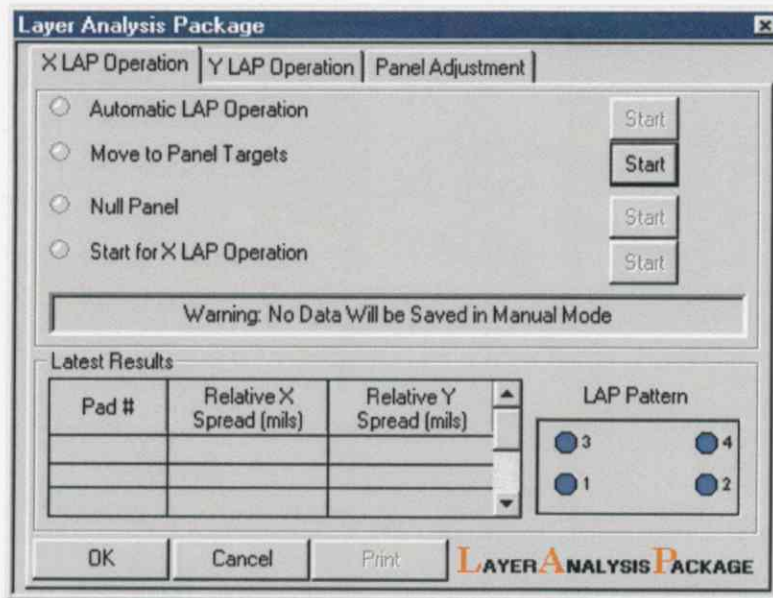 Layer Analysis Package
X LAP Operation Y LAP Operation Panel Adjustment
Automatic LAP Operation Start
Move to Panel Targets Start
Null Panel Start
Start for X LAP Operation Start
Warning: No Data Will be Saved in Manual Mode
Latest Results
Pad # Relative X Spread (mils) Relative Y Spread (mils)
LAP Pattern
3 4
1 2
OK Cancel Print LAYER ANALYSIS PACKAGE